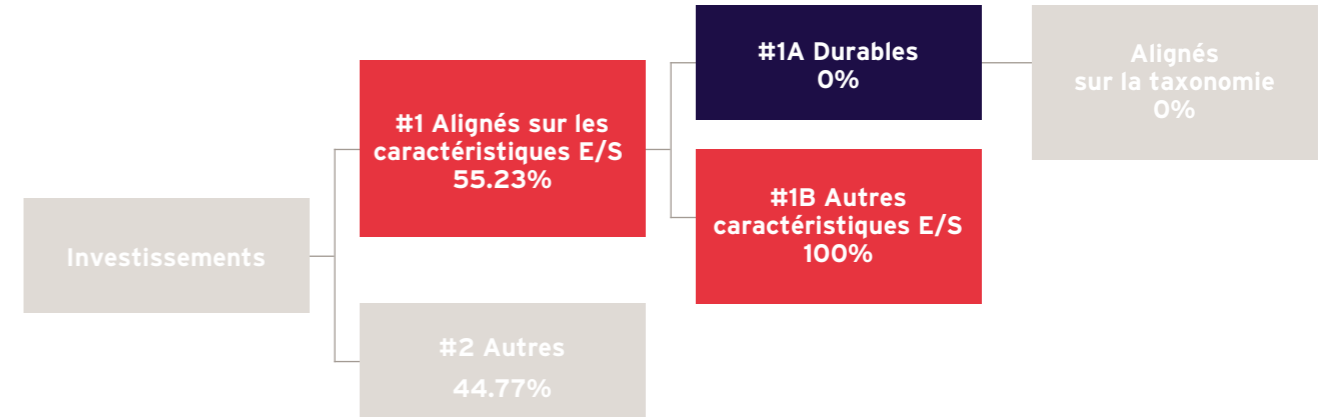 Investissements
#1 Alignés sur les
caractéristiques E/S
55.23%
#2 Autres
44.77%
#1A Durables
0%
#1B Autres
caractéristiques E/S
100%
Alignés
sur la taxonomie
0%